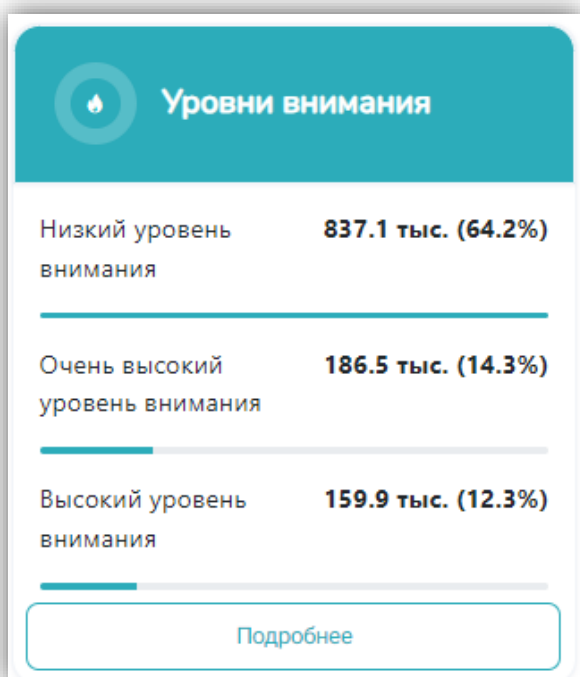 Уровни внимания
Низкий уровень 837.1 тыс. (64.2%)
внимания
Очень высокий 186.5 тыс. (14.3%)
уровень внимания
Высокий уровень 159.9 тыс. (12.3%)
внимания
Подробнее